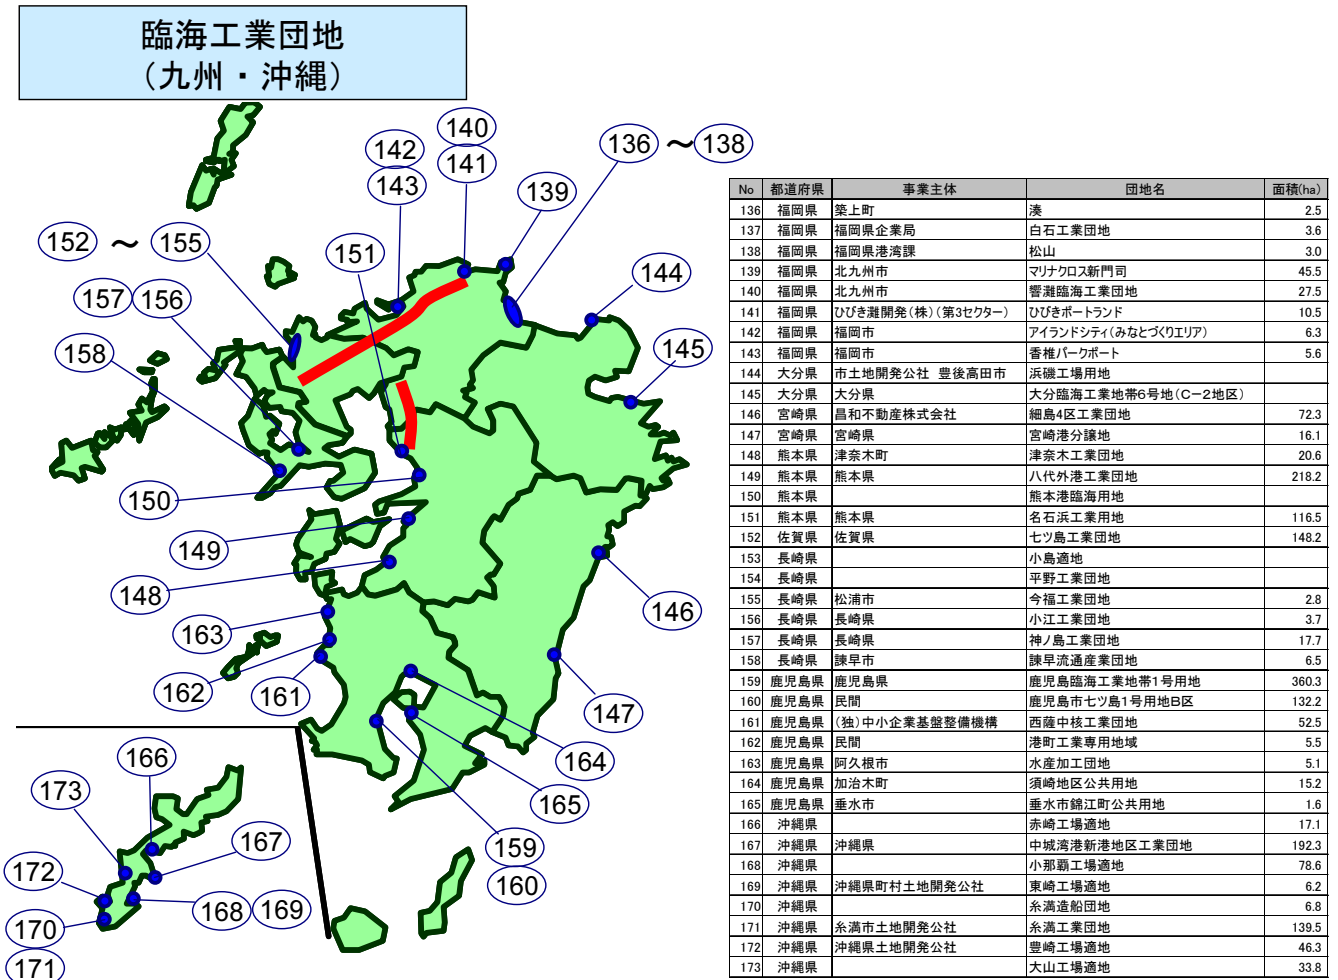 臨海工業団地
（九州・沖縄）
140
142
141
136 ～ 138
143
139
152 ～ 155
151
144
157 156
158
145
150
149
148
146
163
162
161
147
164
165
166
173
159
167
172
160
168 169
170
171
No 都道府県 事業主体 団地名 面積(ha)
136 福岡県 築上町 湊 2.5
137 福岡県 福岡県企業局 白石工業団地 3.6
138 福岡県 福岡県港湾課 松山 3.0
139 福岡県 北九州市 マリナクロス新門司 45.5
140 福岡県 北九州市 響灘臨海工業団地 27.5
141 福岡県 ひびき灘開発（株）（第3セクター） ひびきポートランド 10.5
142 福岡県 福岡市 アイランドシティ（みなとづくりエリア） 6.3
143 福岡県 福岡市 香椎パークポート 5.6
144 大分県 市土地開発公社 豊後高田市 浜磯工場用地
145 大分県 大分県 大分臨海工業地帯6号地（C－2地区）
146 宮崎県 昌和不動産株式会社 細島4区工業団地 72.3
147 宮崎県 宮崎県 宮崎港分譲地 16.1
148 熊本県 津奈木町 津奈木工業団地 20.6
149 熊本県 熊本県 八代外港工業団地 218.2
150 熊本県 熊本港臨海用地
151 熊本県 熊本県 名石浜工業用地 116.5
152 佐賀県 佐賀県 七ツ島工業団地 148.2
153 長崎県 小島適地
154 長崎県 平野工業団地
155 長崎県 松浦市 今福工業団地 2.8
156 長崎県 長崎県 小江工業団地 3.7
157 長崎県 長崎県 神ノ島工業団地 17.7
158 長崎県 諫早市 諫早流通産業団地 6.5
159 鹿児島県 鹿児島県 鹿児島臨海工業地帯1号用地 360.3
160 鹿児島県 民間 鹿児島市七ツ島1号用地B区 132.2
161 鹿児島県 （独）中小企業基盤整備機構 西薩中核工業団地 52.5
162 鹿児島県 民間 港町工業専用地域 5.5
163 鹿児島県 阿久根市 水産加工団地 5.1
164 鹿児島県 加治木町 須崎地区公共用地 15.2
165 鹿児島県 垂水市 垂水市錦江町公共用地 1.6
166 沖縄県 赤崎工場適地 17.1
167 沖縄県 沖縄県 中城湾港新港地区工業団地 192.3
168 沖縄県 小那覇工場適地 78.6
169 沖縄県 沖縄県町村土地開発公社 東崎工場適地 6.2
170 沖縄県 糸満造船団地 6.8
171 沖縄県 糸満市土地開発公社 糸満工業団地 139.5
172 沖縄県 沖縄県土地開発公社 豊崎工場適地 46.3
173 沖縄県 大山工場適地 33.8